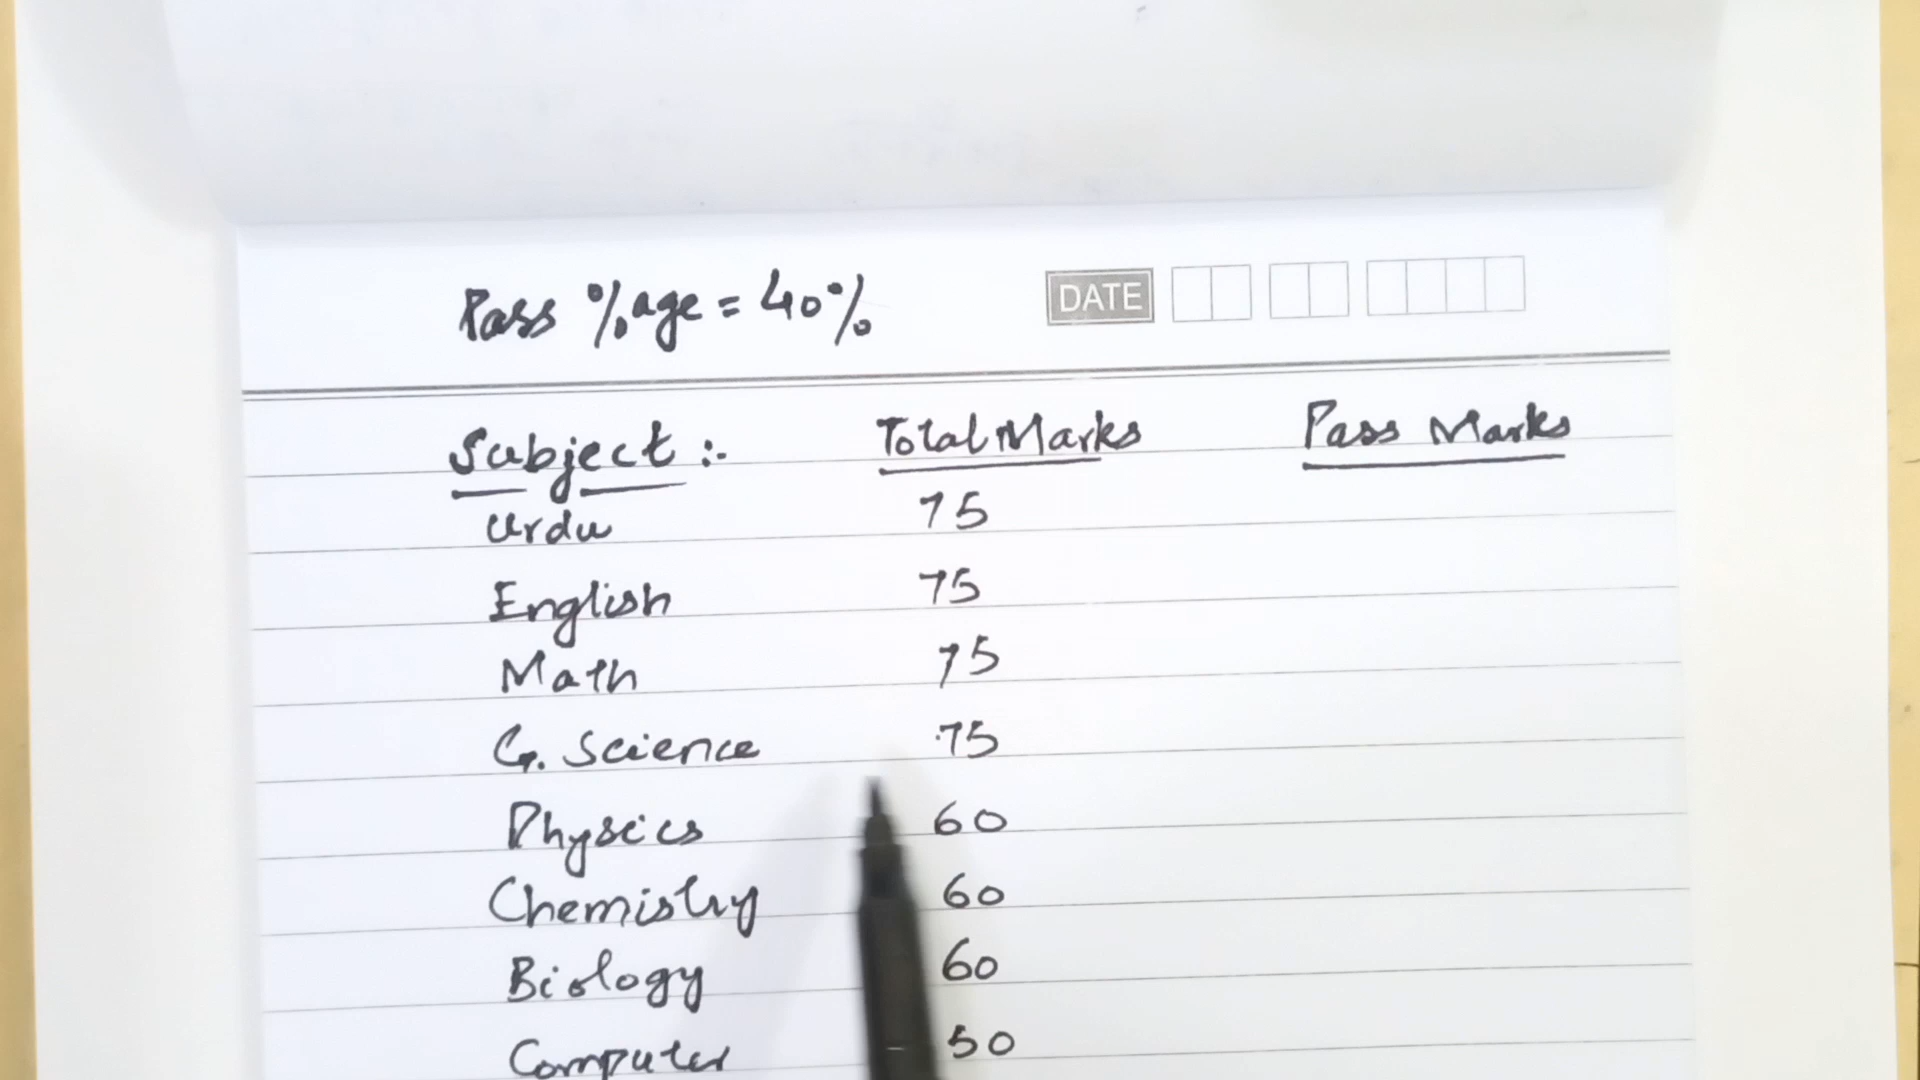 Pass %age = 40%
DATE
Subject :- Total Marks Pass Marks
Urdu 75
English 75
Math 75
G. Science 75
Physics 60
Chemistry 60
Biology 60
Computer 50